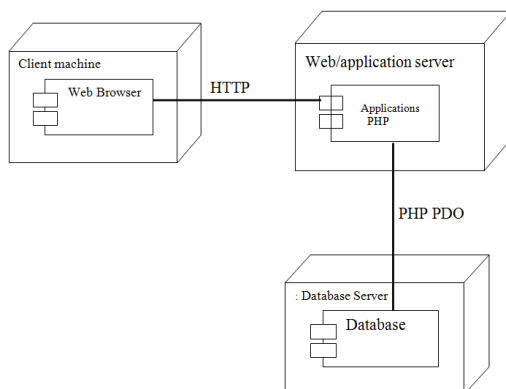 Client machine
Web Browser
HTTP
Web/application server
Applications
PHP
PHP PDO
: Database Server
Database